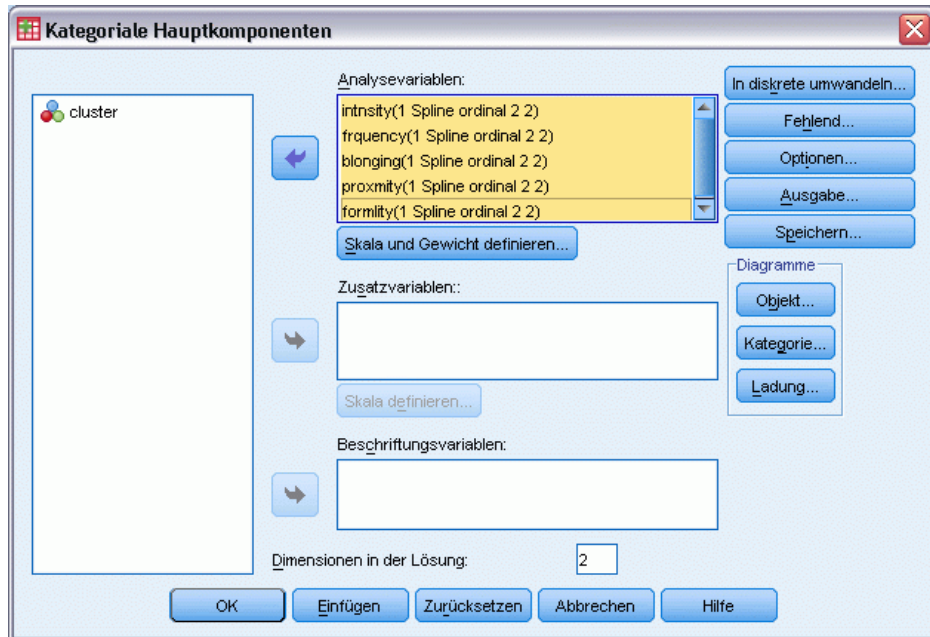 Kategoriale Hauptkomponenten
cluster
Analysevariablen:
intnsity(1 Spline ordinal 2 2)
frquency(1 Spline ordinal 2 2)
blonging(1 Spline ordinal 2 2)
proxmity(1 Spline ordinal 2 2)
formlity(1 Spline ordinal 2 2)
Skala und Gewicht definieren...
Zusatzvariablen::
Skala definieren...
Beschriftungsvariablen:
Dimensionen in der Lösung: 2
In diskrete umwandeln...
Fehlend...
Optionen...
Ausgabe...
Speichern...
Diagramme
Objekt...
Kategorie...
Ladung...
OK Einfügen Zurücksetzen Abbrechen Hilfe